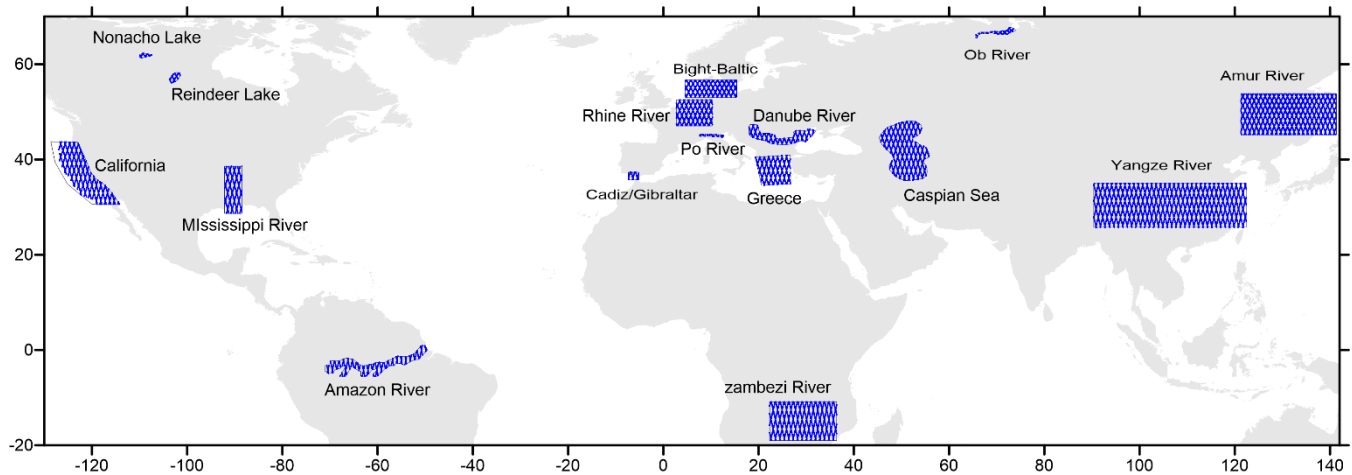 Nonacho Lake
Ob River
60
Bight-Baltic
Amur River
Reindeer Lake
Rhine River
Danube River
Po River
California
Yangze River
40
Cadiz/Gibraltar
Greece
Caspian Sea
MIssissippi River
20
0
Amazon River
zambezi River
-20
-120
-100
-80
-60
-40
-20
0
20
40
60
80
100
120
140